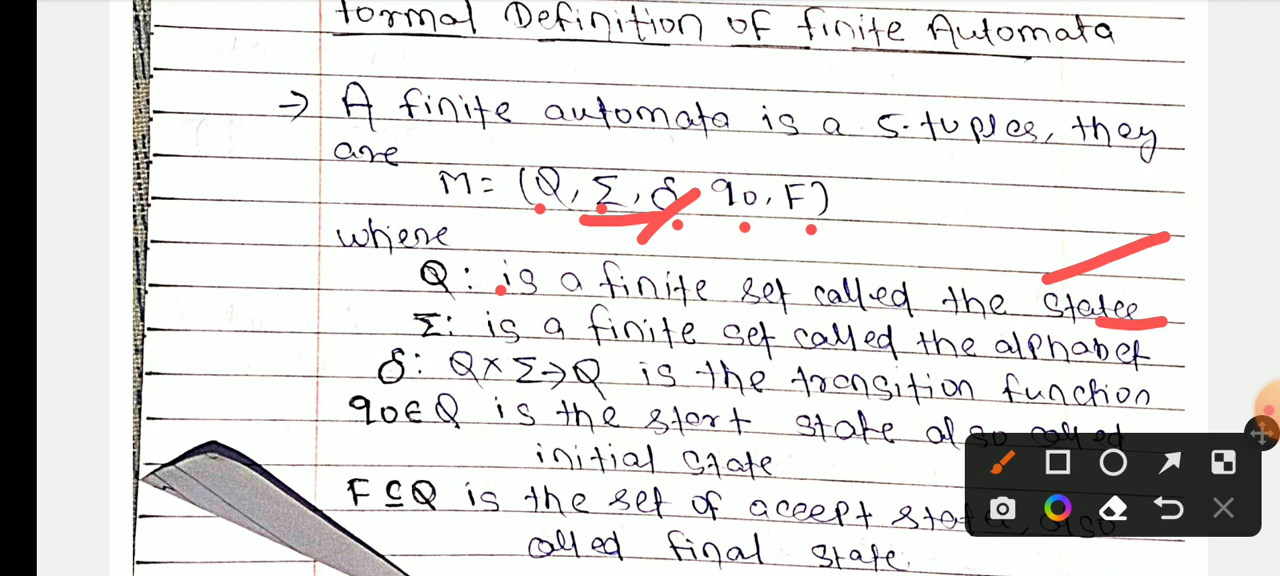 formal Definition of finite Automata
→ A finite automata is a 5-tuples, they
are
M = (Q, Σ, δ, q0, F)
where
Q: is a finite set called the states
Σ: is a finite set called the alphabet
δ: Q×Σ→Q is the transition function
q0∈Q is the start state also called
initial state
F⊆Q is the set of accept state, also
called final state.